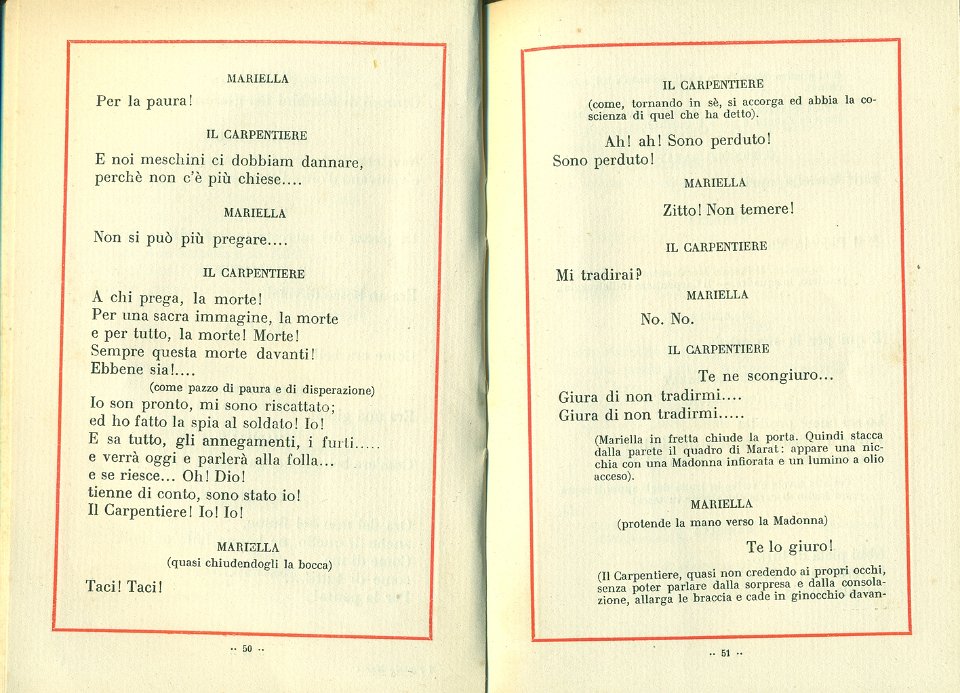 MARIELLA
Per la paura!
IL CARPENTIERE
E noi meschini ci dobbiam dannare,
perchè non c'è più chiese....
MARIELLA
Non si può più pregare....
IL CARPENTIERE
A chi prega, la morte!
Per una sacra immagine, la morte
e per tutto, la morte! Morte!
Sempre questa morte davanti!
Ebbene sia!....
(come pazzo di paura e di disperazione)
Io son pronto, mi sono riscattato;
ed ho fatto la spia al soldato! Io!
E sa tutto, gli annegamenti, i furti.....
e verrà oggi e parlerà alla folla...
e se riesce... Oh! Dio!
tienne di conto, sono stato io!
Il Carpentiere! Io! Io!
MARIELLA
(quasi chiudendogli la bocca)
Taci! Taci!
·· 50 ··
IL CARPENTIERE
(come, tornando in sè, si accorga ed abbia la co-
scienza di quel che ha detto).
Ah! ah! Sono perduto!
Sono perduto!
MARIELLA
Zitto! Non temere!
IL CARPENTIERE
Mi tradirai?
MARIELLA
No. No.
IL CARPENTIERE
Te ne scongiuro...
Giura di non tradirmi....
Giura di non tradirmi.....
(Mariella in fretta chiude la porta. Quindi stacca
dalla parete il quadro di Marat: appare una nic-
chia con una Madonna infiorata e un lumino a olio
acceso).
MARIELLA
(protende la mano verso la Madonna)
Te lo giuro!
(Il Carpentiere, quasi non credendo ai propri occhi,
senza poter parlare dalla sorpresa e dalla consola-
zione, allarga le braccia e cade in ginocchio davan-
·· 51 ··